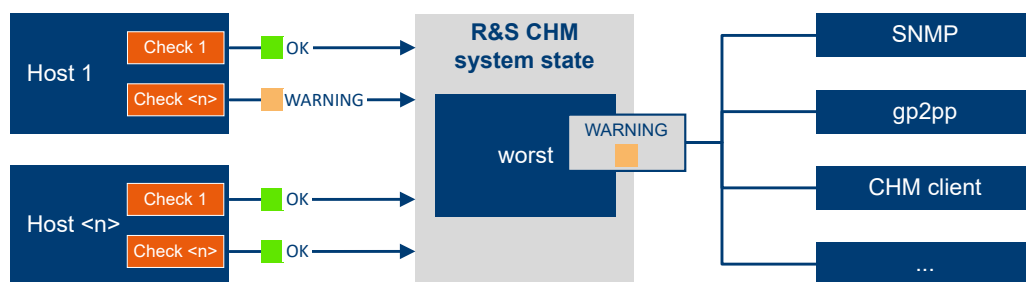 Host 1
Check 1
OK
Check <n>
WARNING
Host <n>
Check 1
OK
Check <n>
OK
R&S CHM
system state
worst
WARNING
SNMP
gp2pp
CHM client
...